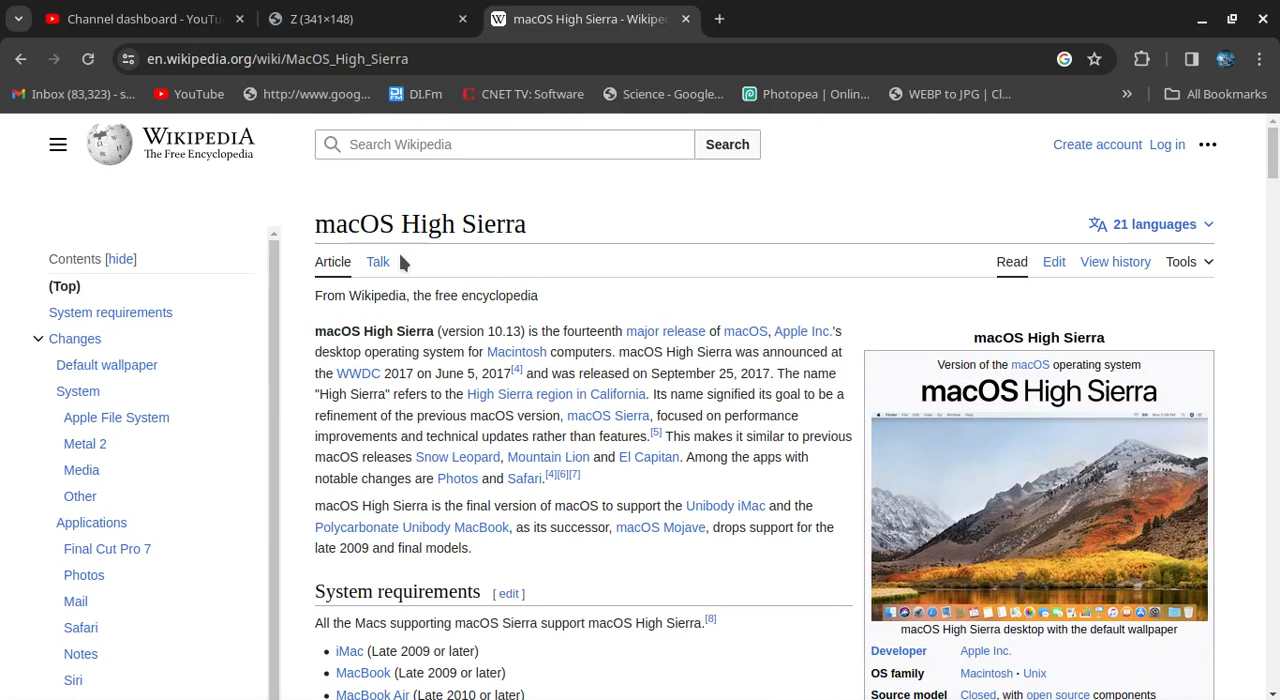 Channel dashboard - YouTu
Z (341×148)
macOS High Sierra - Wikipe
en.wikipedia.org/wiki/MacOS_High_Sierra
Inbox (83,323) - s...
YouTube
http://www.goog...
DI.Fm
CNET TV: Software
Science - Google...
Photopea | Onlin...
WEBP to JPG | Cl...
All Bookmarks
WIKIPEDIA
The Free Encyclopedia
Search Wikipedia
Search
Create account Log in
macOS High Sierra
21 languages
Article Talk
Read Edit View history Tools
From Wikipedia, the free encyclopedia
Contents [hide]
(Top)
System requirements
Changes
Default wallpaper
System
Apple File System
Metal 2
Media
Other
Applications
Final Cut Pro 7
Photos
Mail
Safari
Notes
Siri
macOS High Sierra (version 10.13) is the fourteenth major release of macOS, Apple Inc.'s
desktop operating system for Macintosh computers. macOS High Sierra was announced at
the WWDC 2017 on June 5, 2017[4] and was released on September 25, 2017. The name
"High Sierra" refers to the High Sierra region in California. Its name signified its goal to be a
refinement of the previous macOS version, macOS Sierra, focused on performance
improvements and technical updates rather than features.[5] This makes it similar to previous
macOS releases Snow Leopard, Mountain Lion and El Capitan. Among the apps with
notable changes are Photos and Safari.[4][6][7]
macOS High Sierra is the final version of macOS to support the Unibody iMac and the
Polycarbonate Unibody MacBook, as its successor, macOS Mojave, drops support for the
late 2009 and final models.
System requirements [ edit ]
All the Macs supporting macOS Sierra support macOS High Sierra.[8]
• iMac (Late 2009 or later)
• MacBook (Late 2009 or later)
• MacBook Air (Late 2010 or later)
macOS High Sierra
Version of the macOS operating system
macOS High Sierra
macOS High Sierra desktop with the default wallpaper
Developer Apple Inc.
OS family Macintosh · Unix
Source model Closed, with open source components